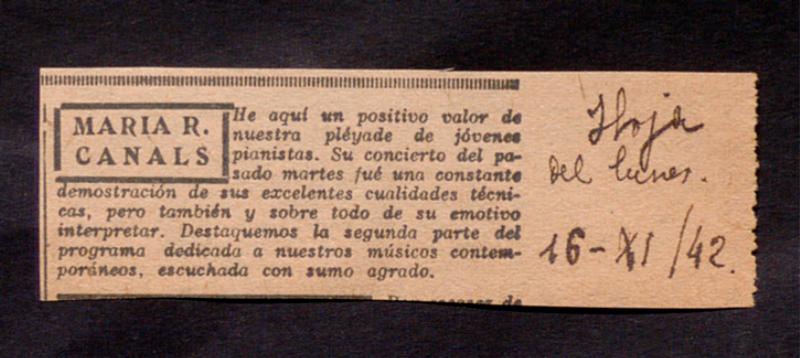 MARIA R.
CANALS
He aquí un positivo valor de
nuestra pléyade de jóvenes
pianistas. Su concierto del pa-
sado martes fué una constante
demostración de sus excelentes cualidades técni-
cas, pero también y sobre todo de su emotivo
interpretar. Destaquemos la segunda parte del
programa dedicada a nuestros músicos contem-
poráneos, escuchada con sumo agrado.
Hoja
del lunes.
16-XI/42.